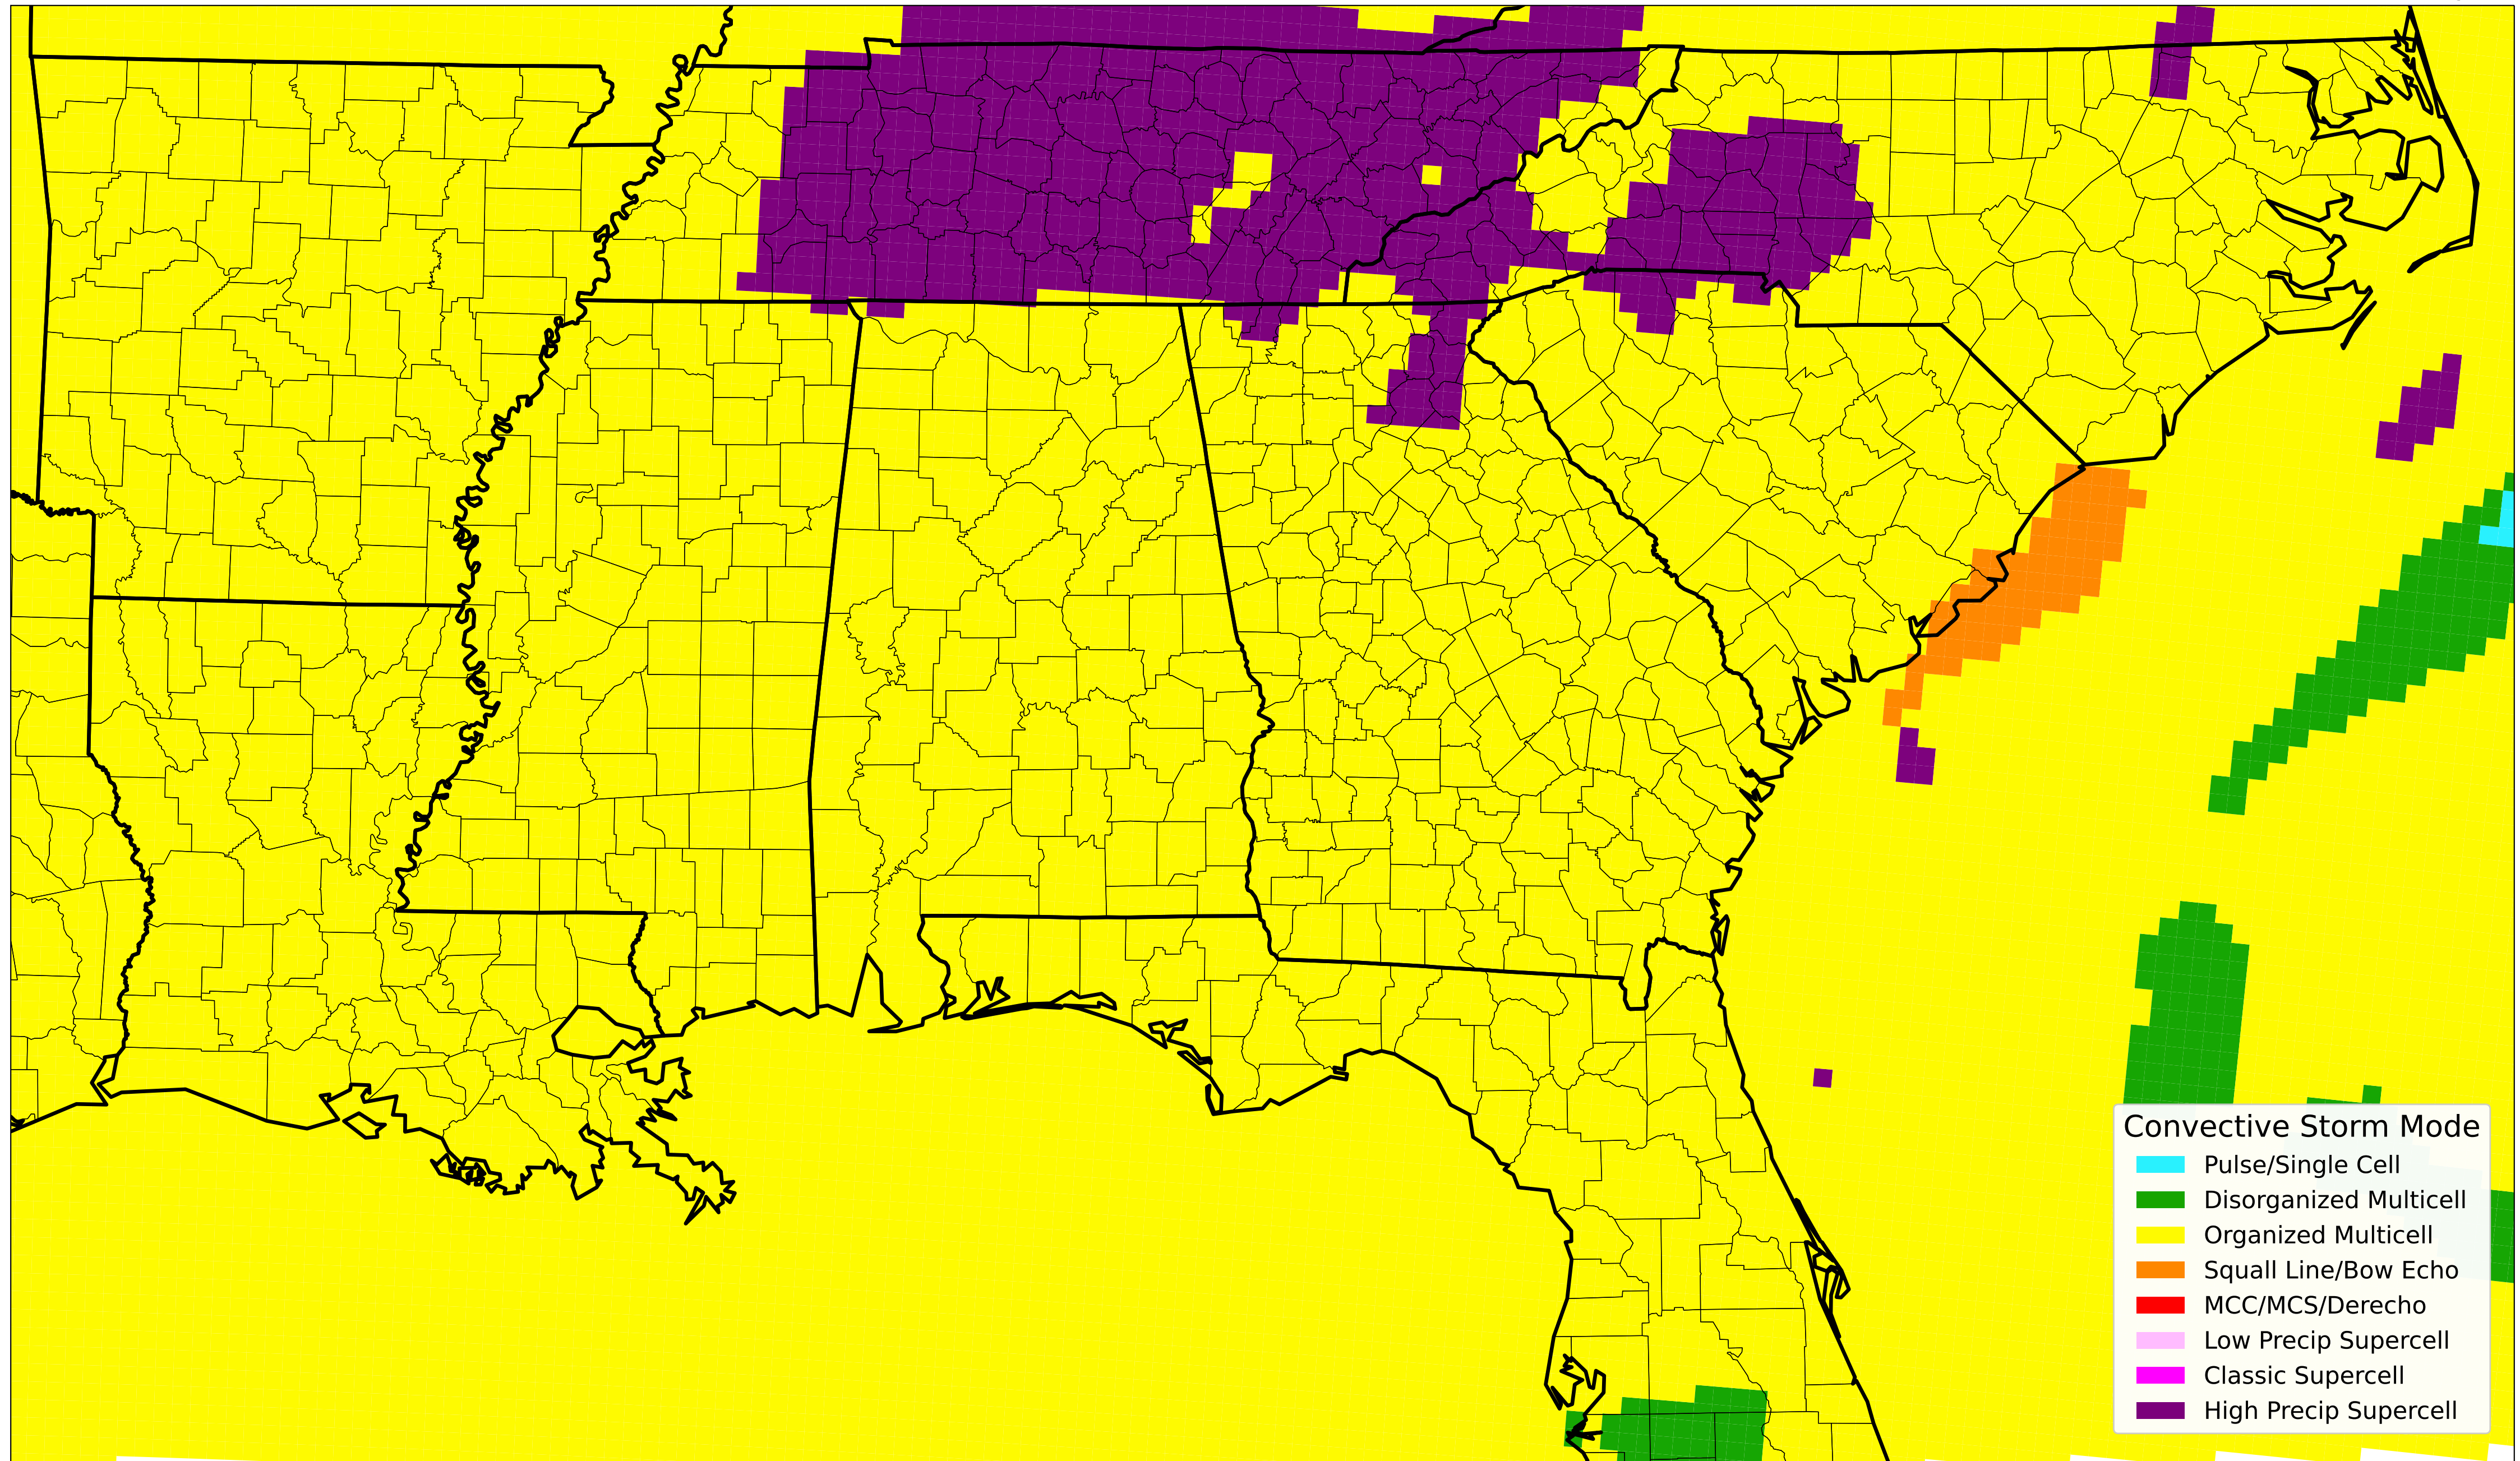 Convective Storm Mode
Pulse/Single Cell
Disorganized Multicell
Organized Multicell
Squall Line/Bow Echo
MCC/MCS/Derecho
Low Precip Supercell
Classic Supercell
High Precip Supercell